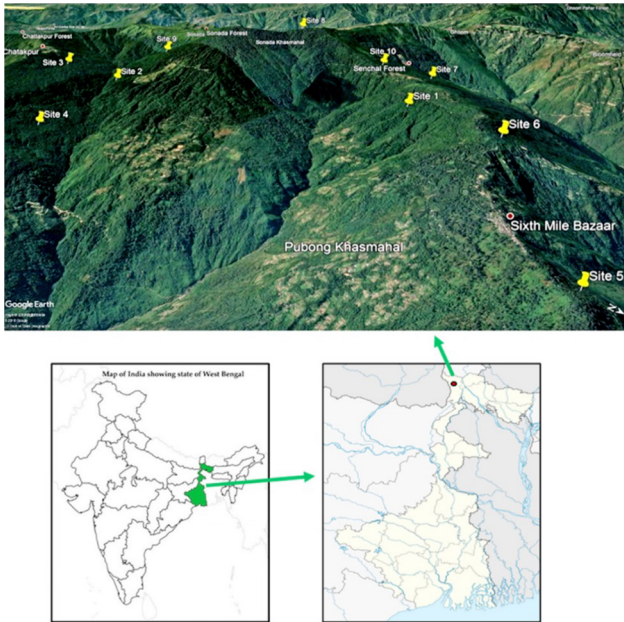 Site 8
Chatakpur Forest
Sonada
Sonada Forest
Sonada Khasmahal
Site 9
Chatakpur
Site 3
Site 2
Site 10
Senchal Forest
Site 7
Site 1
Site 4
Site 6
Sixth Mile Bazaar
Pubong Khasmahal
Site 5
Google Earth
N
Map of India showing state of West Bengal